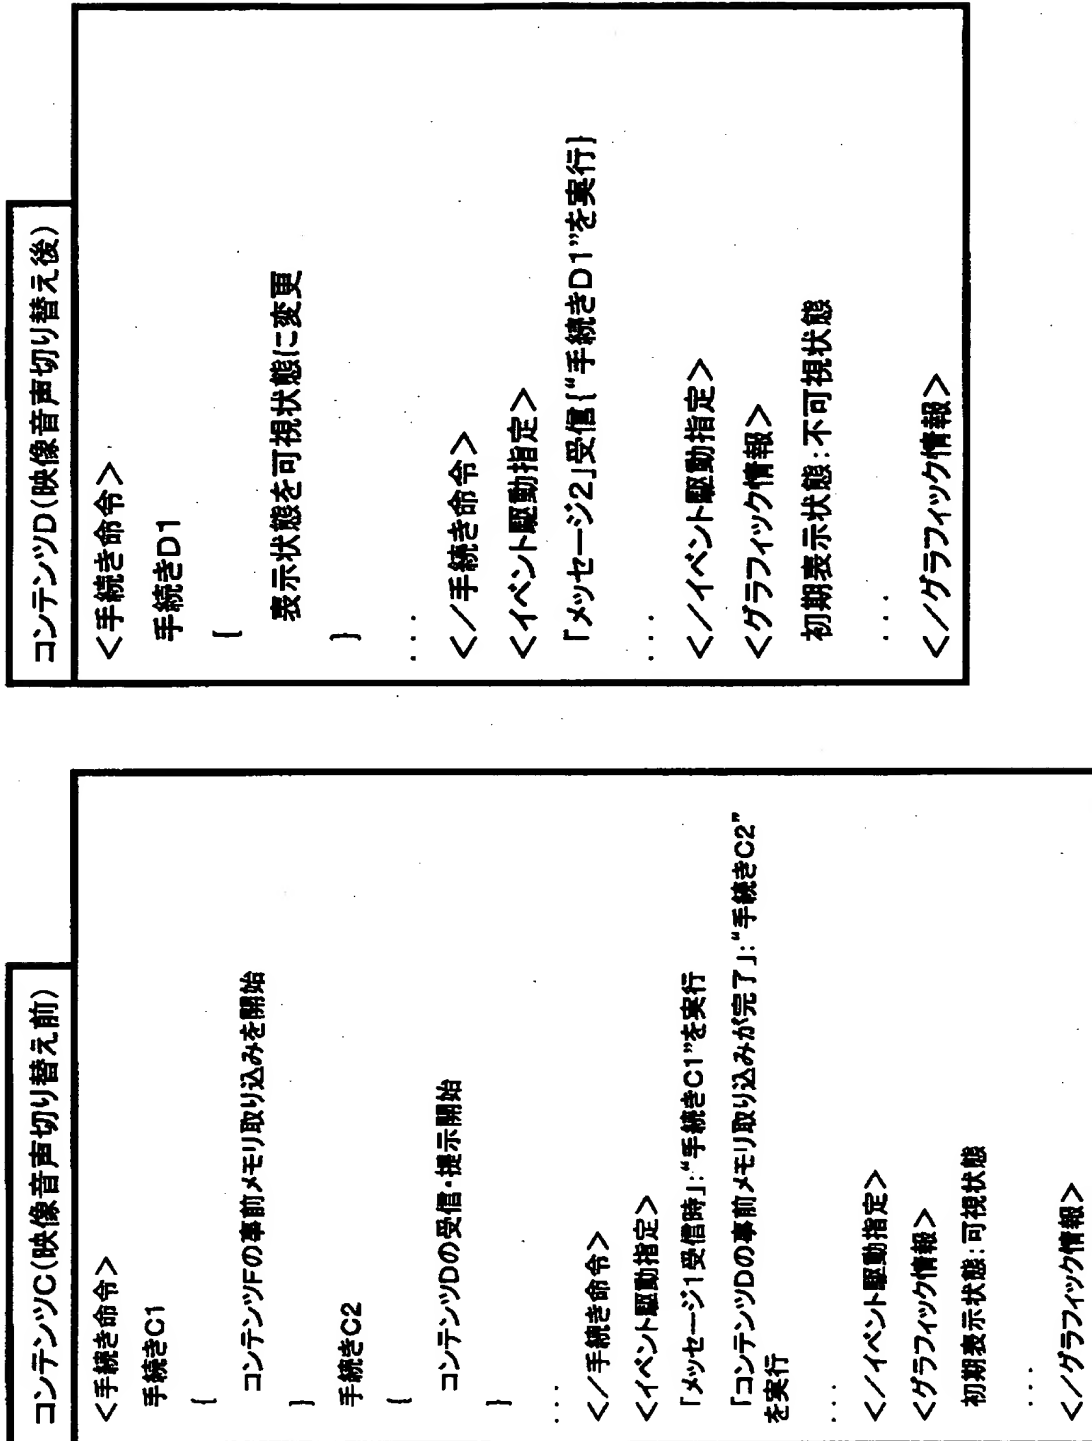 コンテンツC(映像音声切り替え前)
<手続き命令>
手続きC1
{
コンテンツFの事前メモリ取り込みを開始
}
手続きC2
{
コンテンツDの受信・提示開始
}
...
</手続き命令>
<イベント駆動指定>
「メッセージ1受信時」:“手続きC1”を実行
「コンテンツDの事前メモリ取り込みが完了」:“手続きC2”
を実行
...
</イベント駆動指定>
<グラフィック情報>
初期表示状態:可視状態
...
</グラフィック情報>
コンテンツD(映像音声切り替え後)
<手続き命令>
手続きD1
{
表示状態を可視状態に変更
}
...
</手続き命令>
<イベント駆動指定>
「メッセージ2」受信{“手続きD1”を実行}
...
</イベント駆動指定>
<グラフィック情報>
初期表示状態:不可視状態
...
</グラフィック情報>